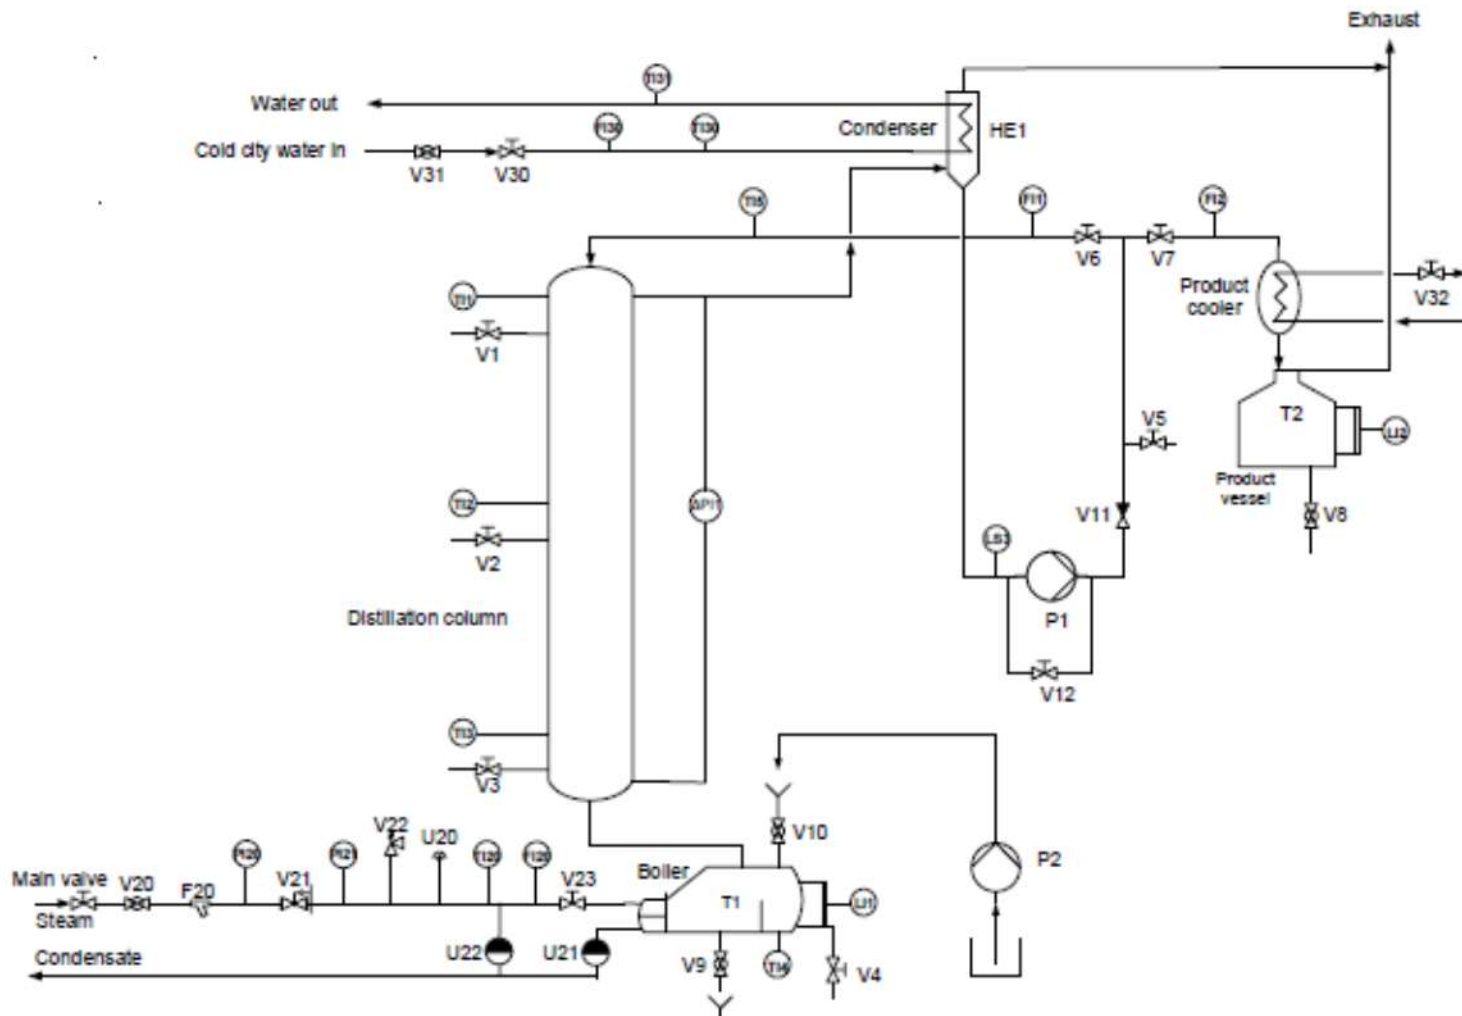 Exhaust
TI31
Water out
Condenser
HE1
FI30
TI30
Cold city water in
V31
V30
TI5
FI1
FI2
V6
V7
Product
cooler
V32
TI1
V1
T2
V5
LI2
Product
vessel
TI2
ΔPI1
V11
V8
V2
LS3
Distillation column
P1
V12
TI3
V3
V10
V22
U20
Boiler
P2
PI20
PI21
TI20
FI20
Main valve
V20
F20
V21
V23
T1
LI1
Steam
U22
U21
Condensate
V9
TI4
V4